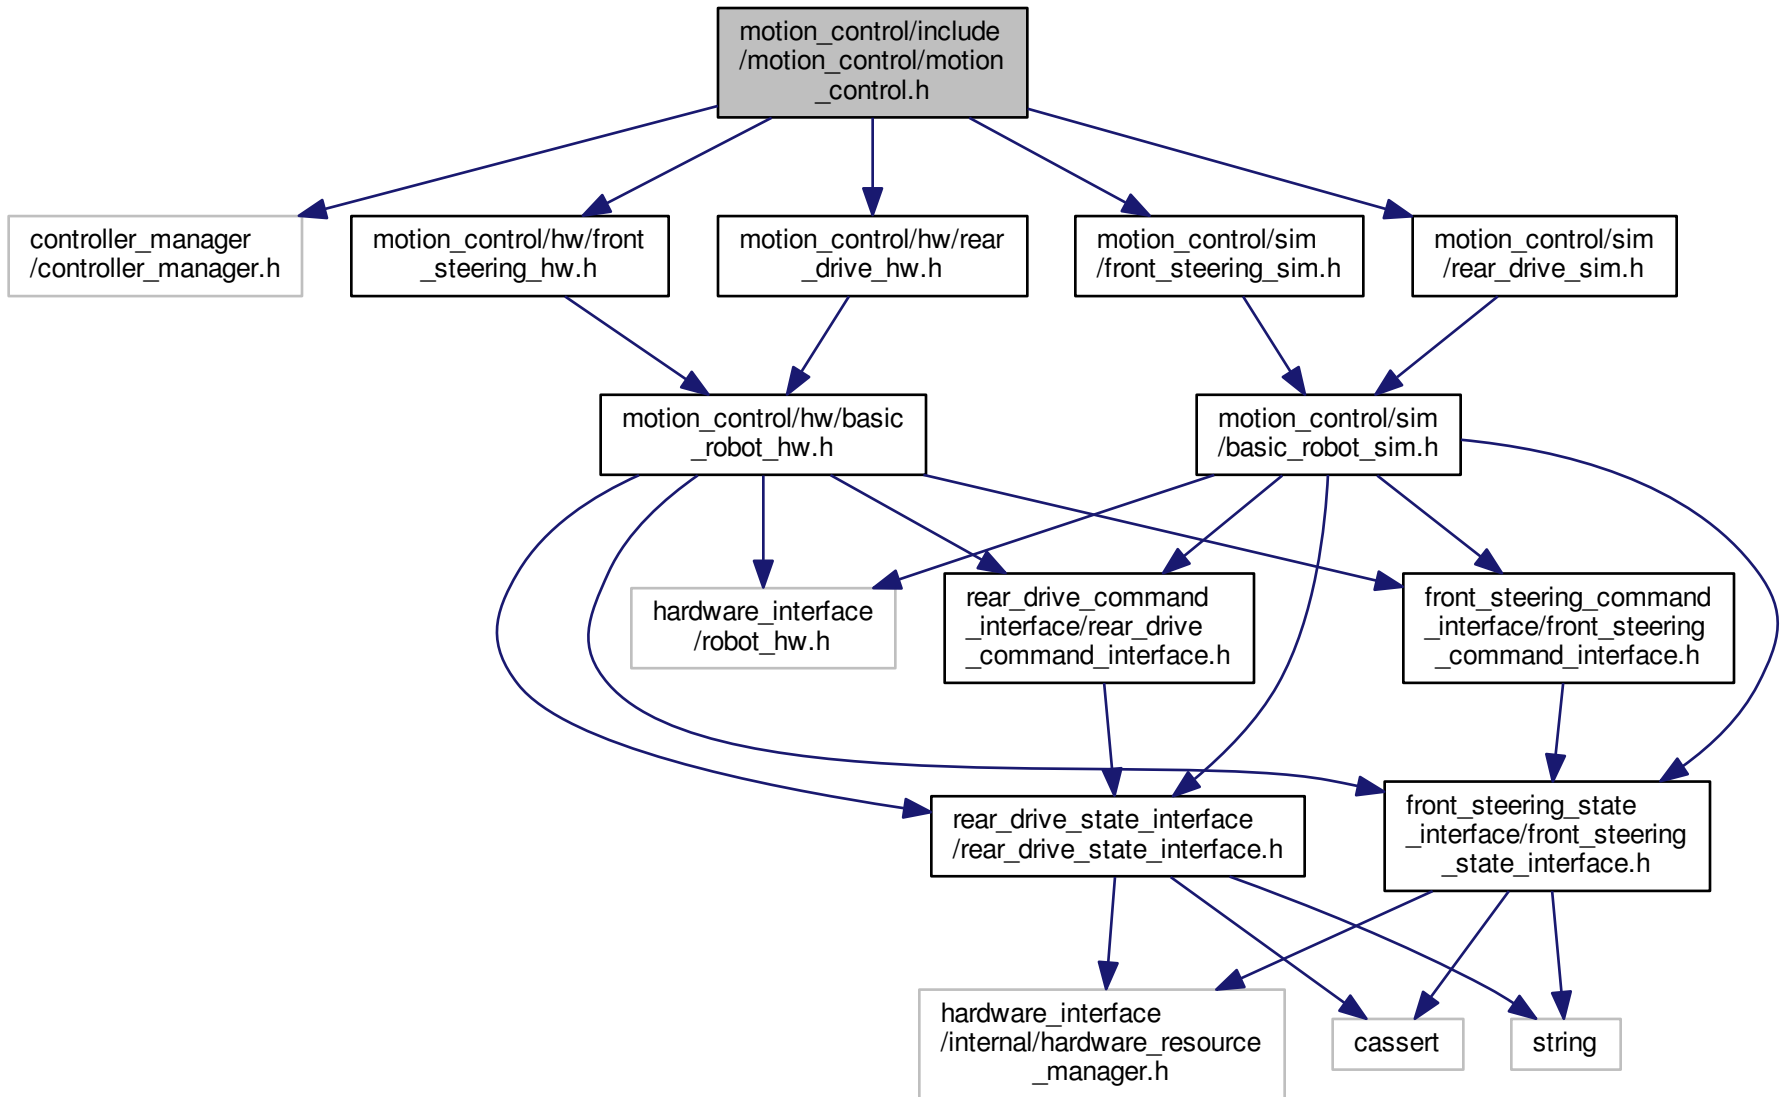 motion_control/include
/motion_control/motion
_control.h
controller_manager
/controller_manager.h
motion_control/hw/front
_steering_hw.h
motion_control/hw/rear
_drive_hw.h
motion_control/sim
/front_steering_sim.h
motion_control/sim
/rear_drive_sim.h
motion_control/hw/basic
_robot_hw.h
motion_control/sim
/basic_robot_sim.h
hardware_interface
/robot_hw.h
rear_drive_command
_interface/rear_drive
_command_interface.h
front_steering_command
_interface/front_steering
_command_interface.h
rear_drive_state_interface
/rear_drive_state_interface.h
front_steering_state
_interface/front_steering
_state_interface.h
hardware_interface
/internal/hardware_resource
_manager.h
cassert
string